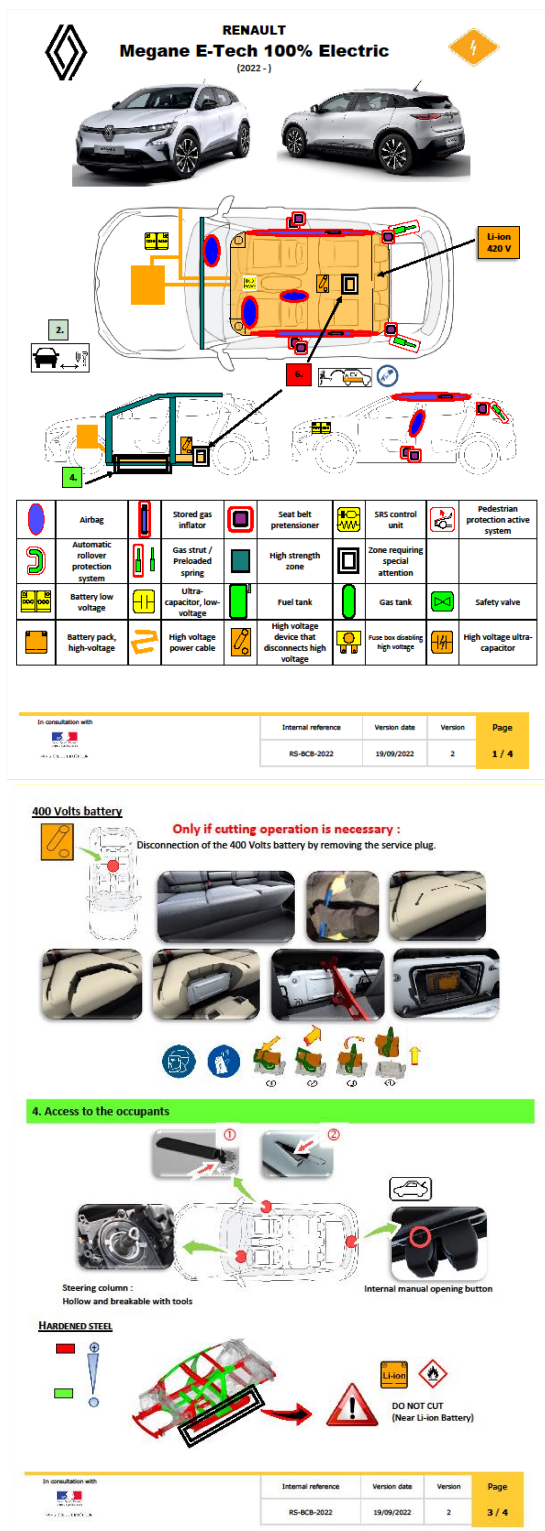 RENAULT
Megane E-Tech 100% Electric
(2022 - )
Li-ion
420 V
2.
6.
4.
Airbag
Stored gas
inflator
Seat belt
pretensioner
SRS control
unit
Pedestrian
protection active
system
Automatic
rollover
protection
system
Gas strut /
Preloaded
spring
High strength
zone
Zone requiring
special
attention
Battery low
voltage
Ultra-
capacitor, low-
voltage
Fuel tank
Gas tank
Safety valve
Battery pack,
high-voltage
High voltage
power cable
High voltage
device that
disconnects high
voltage
Fuse box disabling
high voltage
High voltage ultra-
capacitor
In consultation with
Internal reference
Version date
Version
Page
RS-BCB-2022
19/09/2022
2
1 / 4
400 Volts battery
Only if cutting operation is necessary :
Disconnection of the 400 Volts battery by removing the service plug.
4. Access to the occupants
①
②
Steering column :
Hollow and breakable with tools
Internal manual opening button
HARDENED STEEL
Li-ion
DO NOT CUT
(Near Li-ion Battery)
In consultation with
Internal reference
Version date
Version
Page
RS-BCB-2022
19/09/2022
2
3 / 4